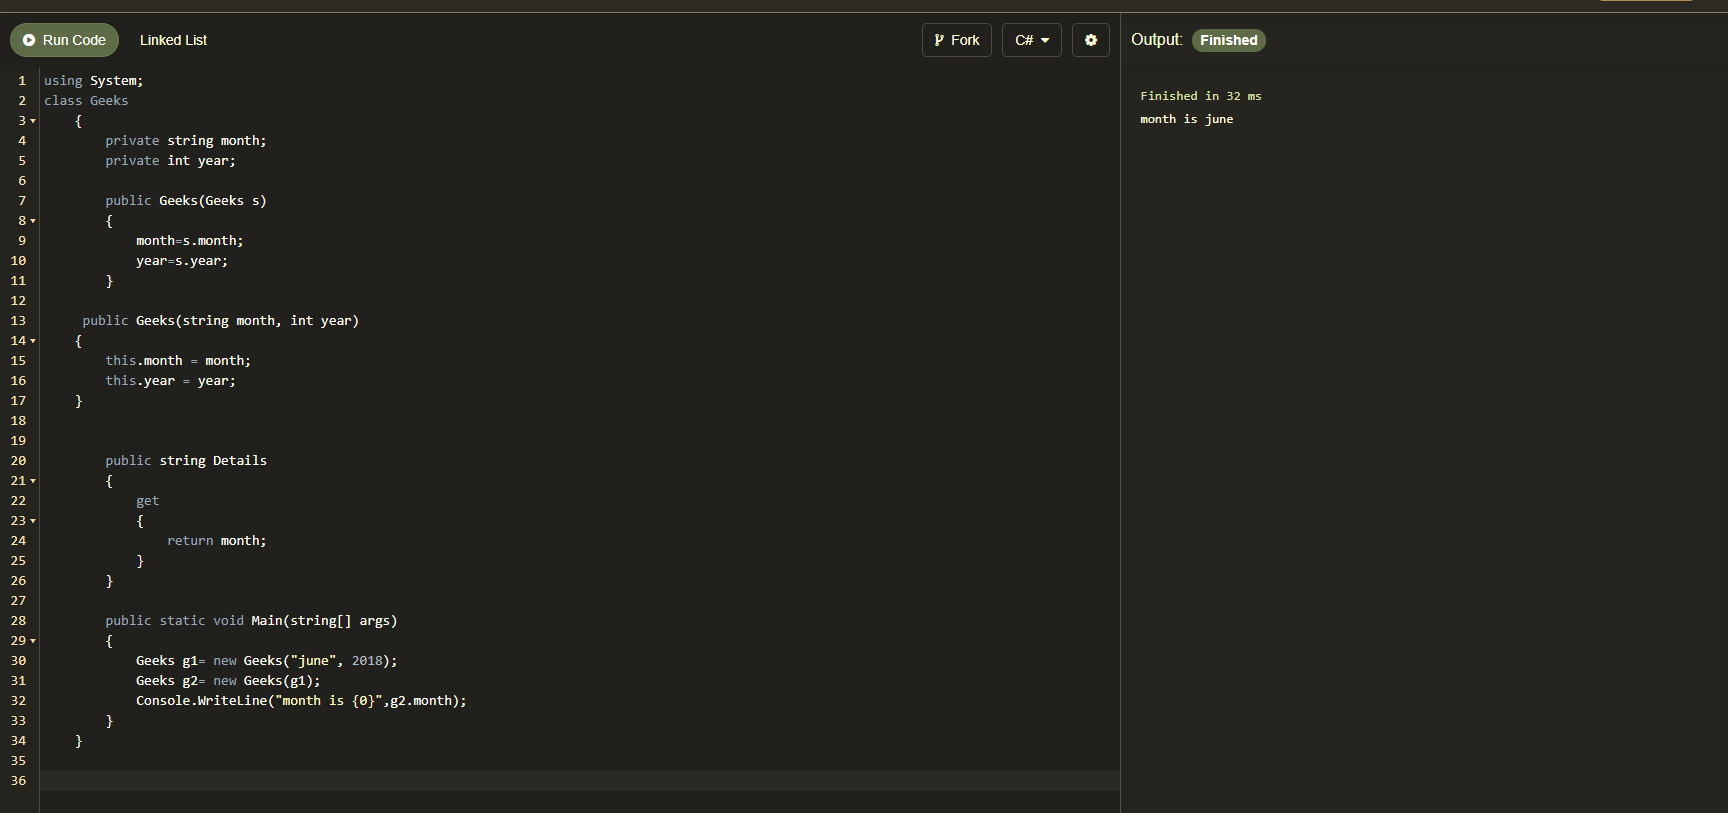 Run Code Linked List Fork C# Output: Finished
1 using System;
2 class Geeks
3 {
4 private string month;
5 private int year;
6
7 public Geeks(Geeks s)
8 {
9 month=s.month;
10 year=s.year;
11 }
12
13 public Geeks(string month, int year)
14 {
15 this.month = month;
16 this.year = year;
17 }
18
19
20 public string Details
21 {
22 get
23 {
24 return month;
25 }
26 }
27
28 public static void Main(string[] args)
29 {
30 Geeks g1= new Geeks("june", 2018);
31 Geeks g2= new Geeks(g1);
32 Console.WriteLine("month is {0}",g2.month);
33 }
34 }
35
36
Finished in 32 ms
month is june